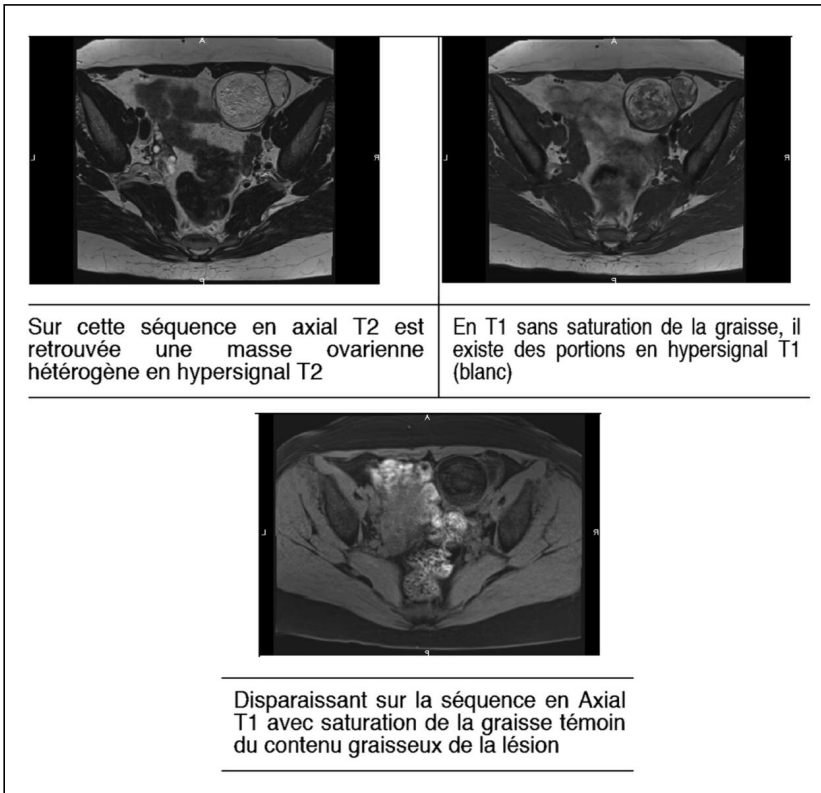 A
L
R
P
A
L
R
P
Sur cette séquence en axial T2 est
retrouvée une masse ovarienne
hétérogène en hypersignal T2
En T1 sans saturation de la graisse, il
existe des portions en hypersignal T1
(blanc)
A
L
R
P
Disparaissant sur la séquence en Axial
T1 avec saturation de la graisse témoin
du contenu graisseux de la lésion